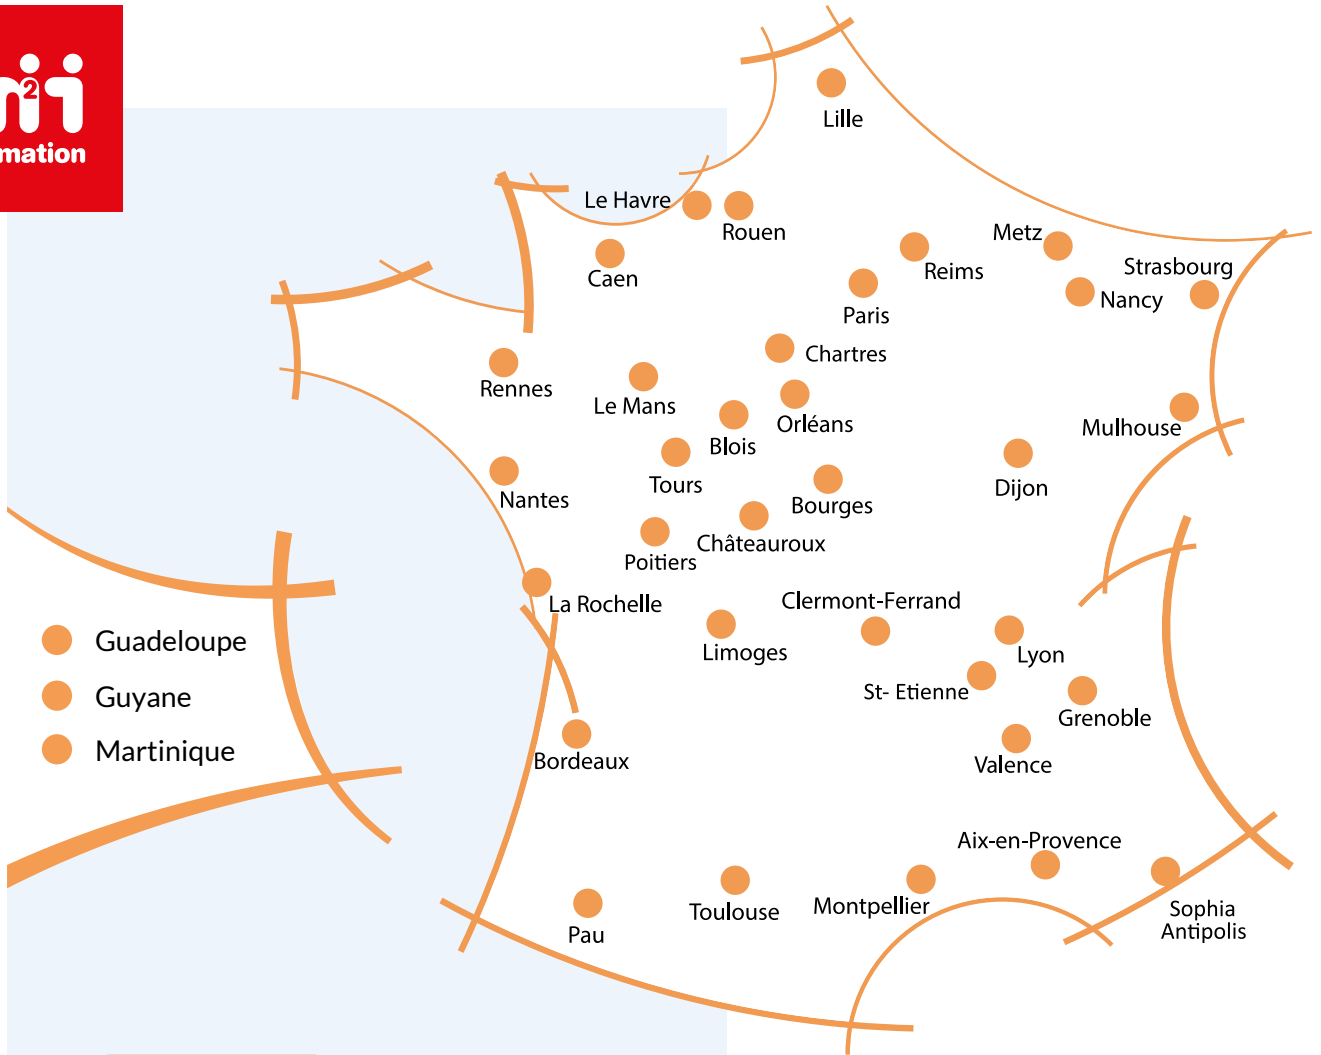 2
mation
Lille
Le Havre
Rouen
Caen
Metz
Reims
Strasbourg
Nancy
Paris
Chartres
Rennes
Le Mans
Orléans
Blois
Mulhouse
Tours
Dijon
Nantes
Bourges
Châteauroux
Poitiers
La Rochelle
Clermont-Ferrand
Limoges
Lyon
St- Etienne
Grenoble
Bordeaux
Valence
Guadeloupe
Guyane
Martinique
Aix-en-Provence
Montpellier
Toulouse
Pau
Sophia
Antipolis